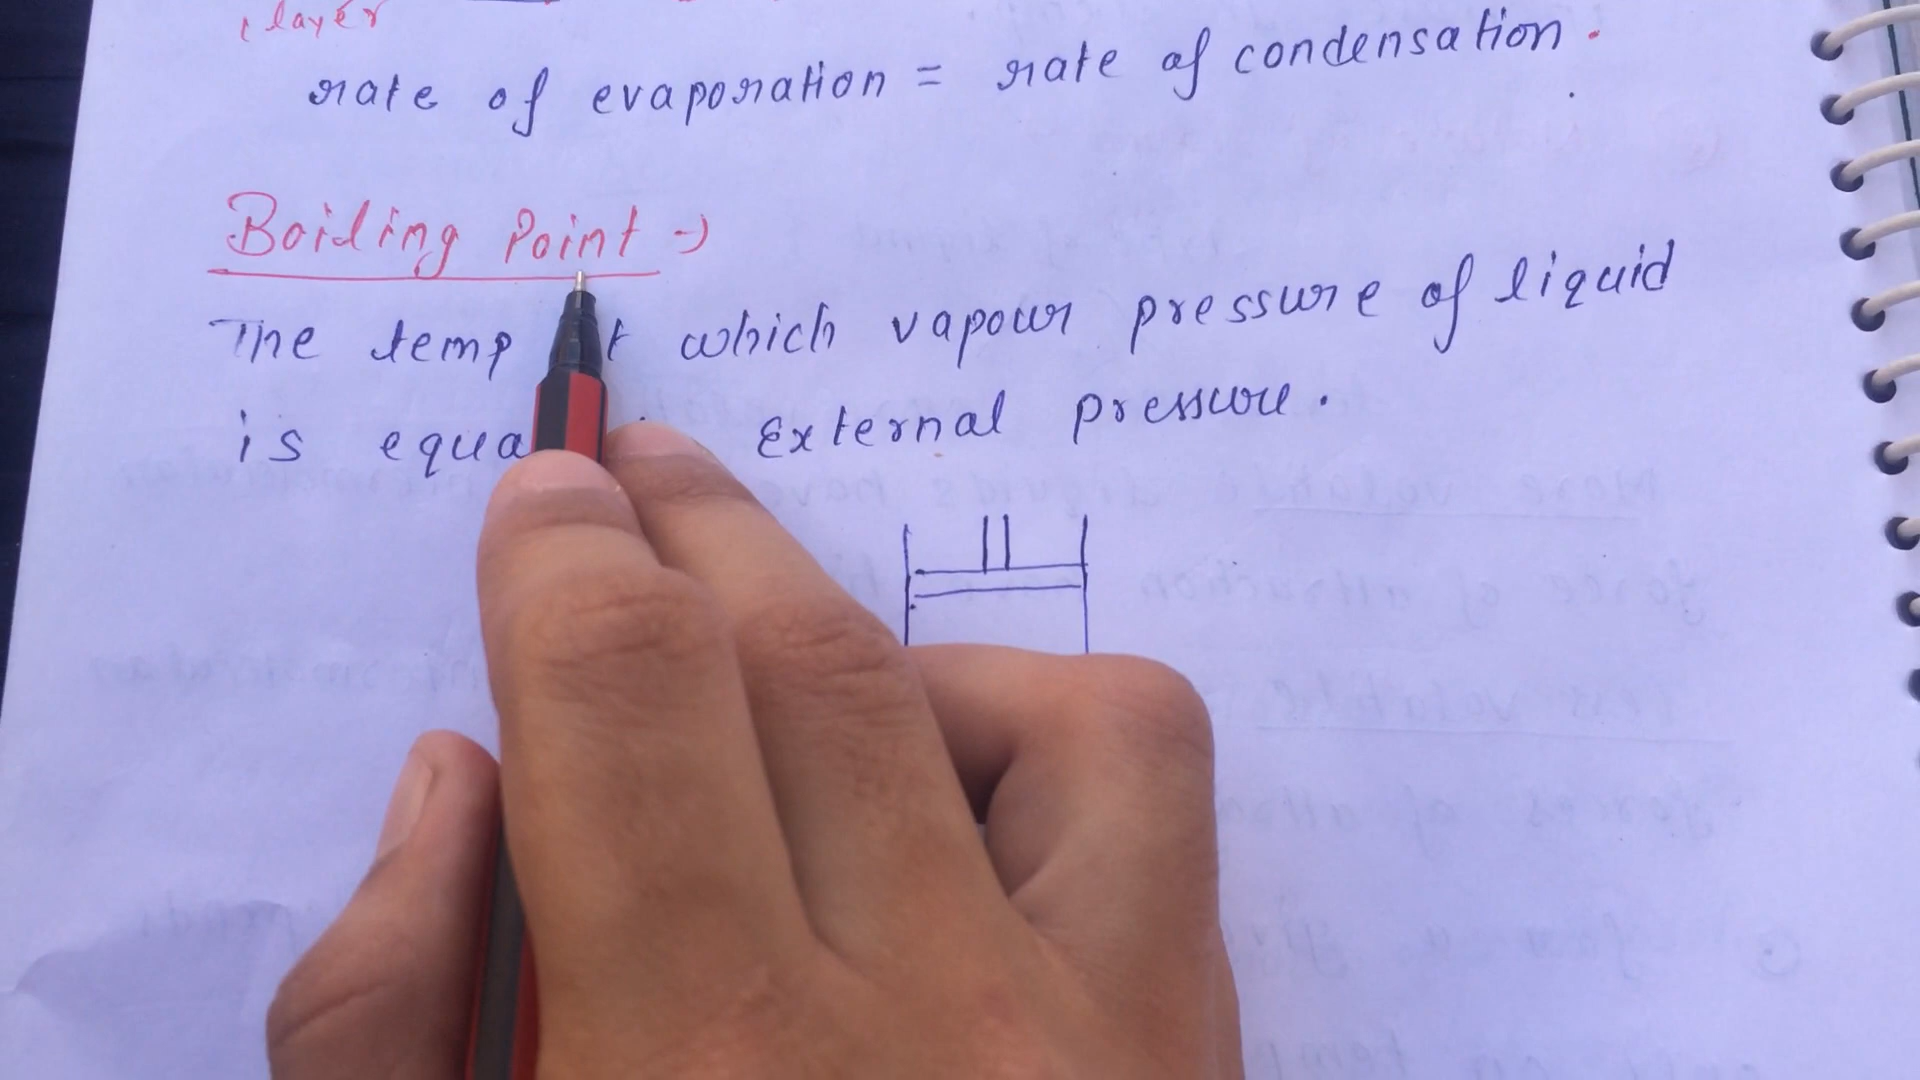 layer
rate of evaporation = rate of condensation.
Boiling Point →
The temp which vapour pressure of liquid
is external pressure.